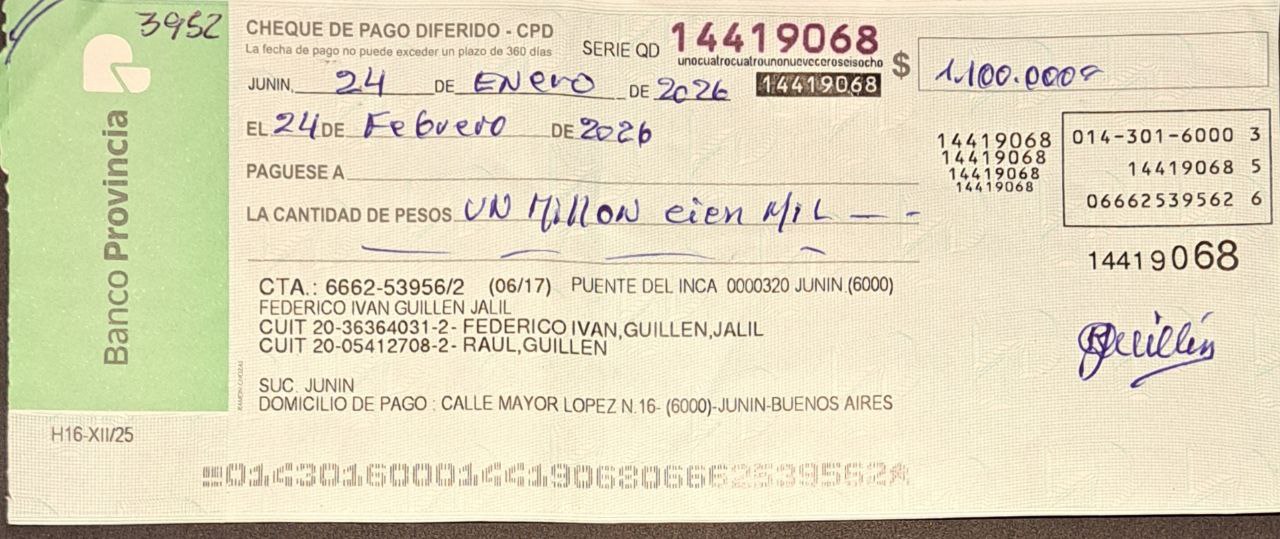 3952
Banco Provincia
H16-XII/25
CHEQUE DE PAGO DIFERIDO - CPD
La fecha de pago no puede exceder un plazo de 360 días
SERIE QD 14419068
unocuatrocuatrounonueveceroseisocho
14419068
$ 1.100.000
JUNIN, 24 DE ENero DE 2026
EL 24 DE Febrero DE 2026
PAGUESE A
LA CANTIDAD DE PESOS UN Millon cien MiL
14419068
14419068
14419068
14419068
014-301-6000 3
14419068 5
06662539562 6
14419068
CTA.: 6662-53956/2 (06/17) PUENTE DEL INCA 0000320 JUNIN (6000)
FEDERICO IVAN GUILLEN JALIL
CUIT 20-36364031-2- FEDERICO IVAN,GUILLEN,JALIL
CUIT 20-05412708-2- RAUL,GUILLEN
Guillén
SUC. JUNIN
DOMICILIO DE PAGO : CALLE MAYOR LOPEZ N.16- (6000)-JUNIN-BUENOS AIRES
01430160001441906806662539562